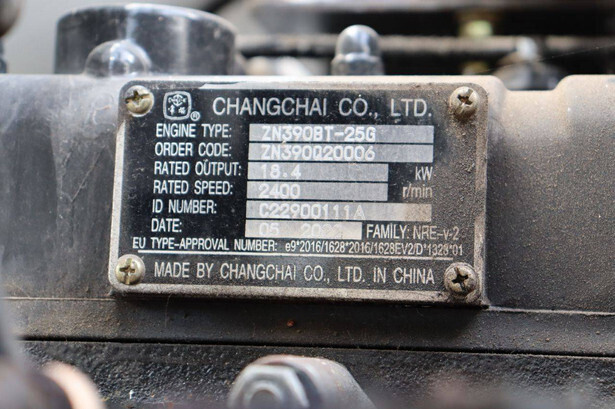 ® CHANGCHAI CO., LTD.
ENGINE TYPE: ZN390BT-25G
ORDER CODE: ZN390Q20006
RATED OUTPUT: 18.4 kW
RATED SPEED: 2400 r/min
ID NUMBER: C22900111A
DATE: 05 FAMILY: NRE-v-2
EU TYPE-APPROVAL NUMBER: e9*2016/1628*2016/1628EV2/D*1328*01
MADE BY CHANGCHAI CO., LTD. IN CHINA